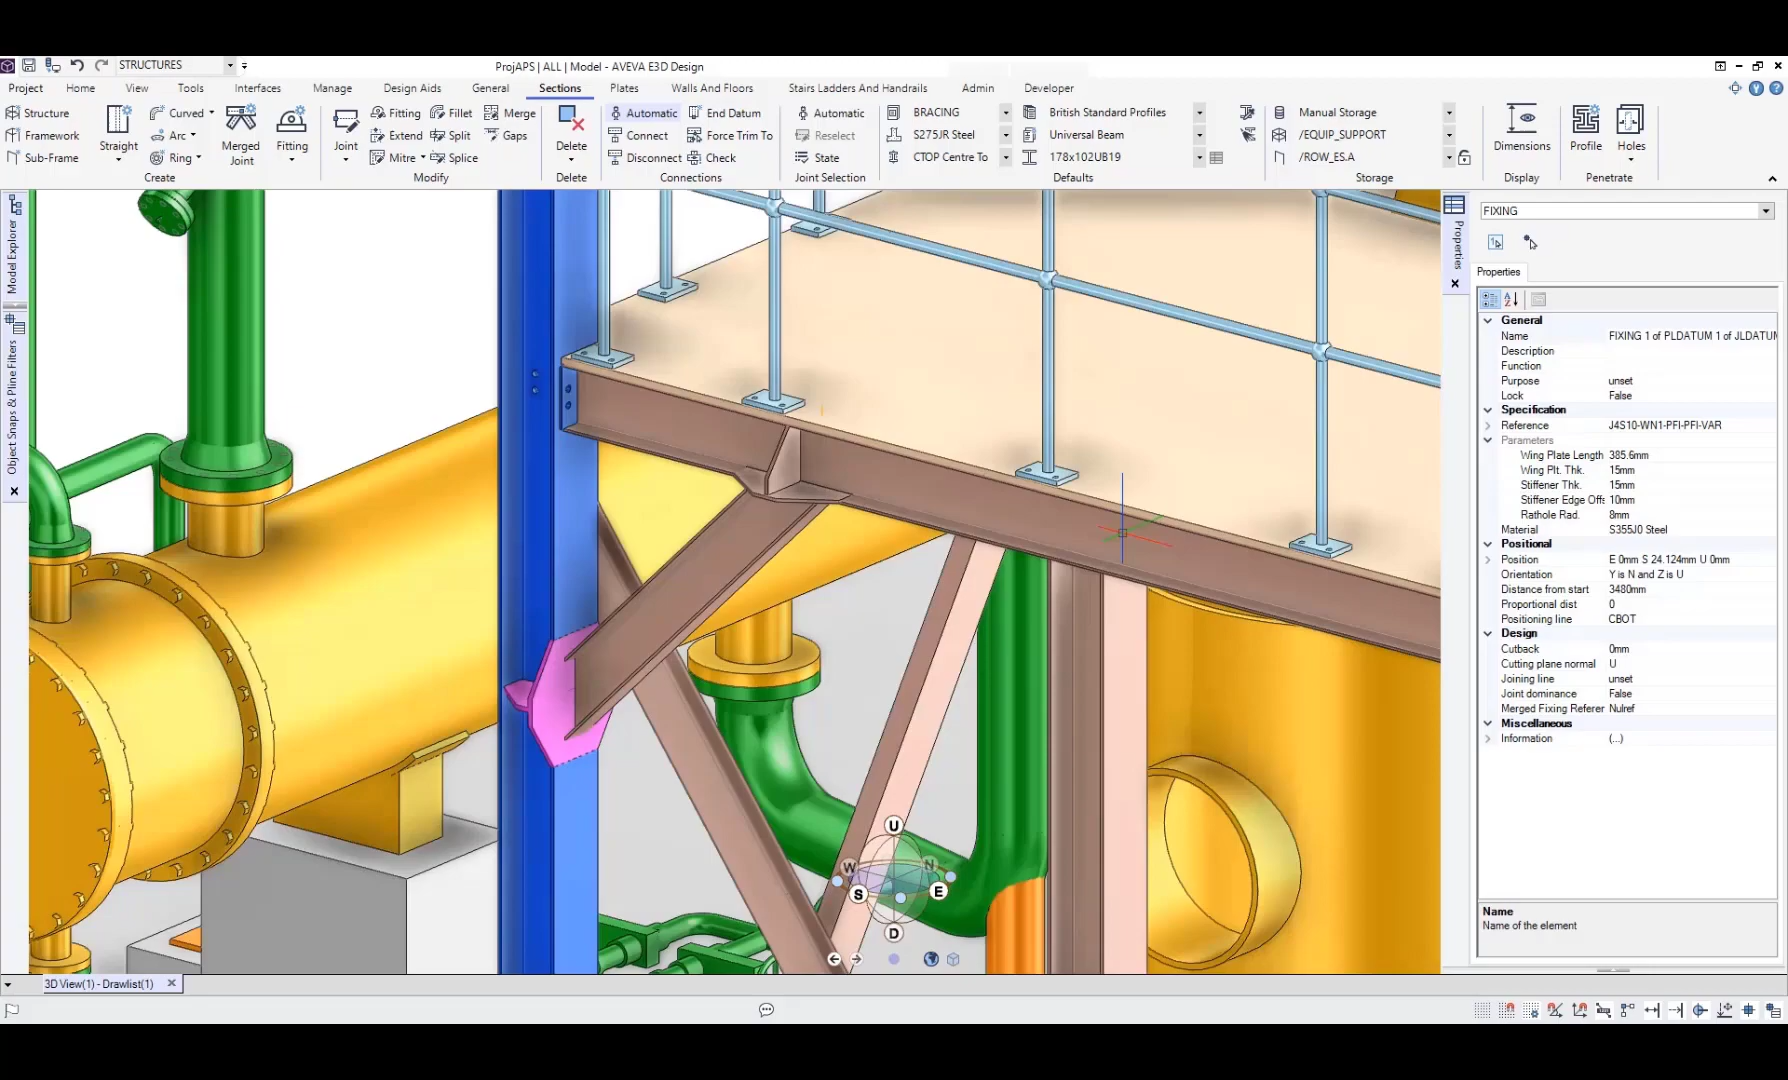 STRUCTURES
ProjAPS | ALL | Model - AVEVA E3D Design
Project Home View Tools Interfaces Manage Design Aids General Sections Plates Walls And Floors Stairs Ladders And Handrails Admin Developer
Structure
Framework
Sub-Frame
Straight
Curved
Arc
Ring
Merged
Joint
Fitting
Create
Joint
Fitting
Extend
Mitre
Fillet
Split
Splice
Merge
Gaps
Modify
Delete
Delete
Automatic
Connect
Disconnect
End Datum
Force Trim To
Check
Connections
Automatic
Reselect
State
Joint Selection
BRACING
S275JR Steel
CTOP Centre To
British Standard Profiles
Universal Beam
178x102UB19
Defaults
Manual Storage
/EQUIP_SUPPORT
/ROW_ES.A
Storage
Dimensions
Display
Profile
Holes
Penetrate
Model Explorer
Object Snaps & Pline Filters
U
W
N
S
E
D
Properties
FIXING
Properties
General
Name FIXING 1 of PLDATUM 1 of JLDATUM
Description
Function
Purpose unset
Lock False
Specification
Reference J4S10-WN1-PFI-PFI-VAR
Parameters
Wing Plate Length 385.6mm
Wing Plt. Thk. 15mm
Stiffener Thk. 15mm
Stiffener Edge Offs 10mm
Rathole Rad. 8mm
Material S355J0 Steel
Positional
Position E 0mm S 24.124mm U 0mm
Orientation Y is N and Z is U
Distance from start 3480mm
Proportional dist 0
Positioning line CBOT
Design
Cutback 0mm
Cutting plane normal U
Joining line unset
Joint dominance False
Merged Fixing Referer Nulref
Miscellaneous
Information (...)
Name
Name of the element
3D View(1) - Drawlist(1)